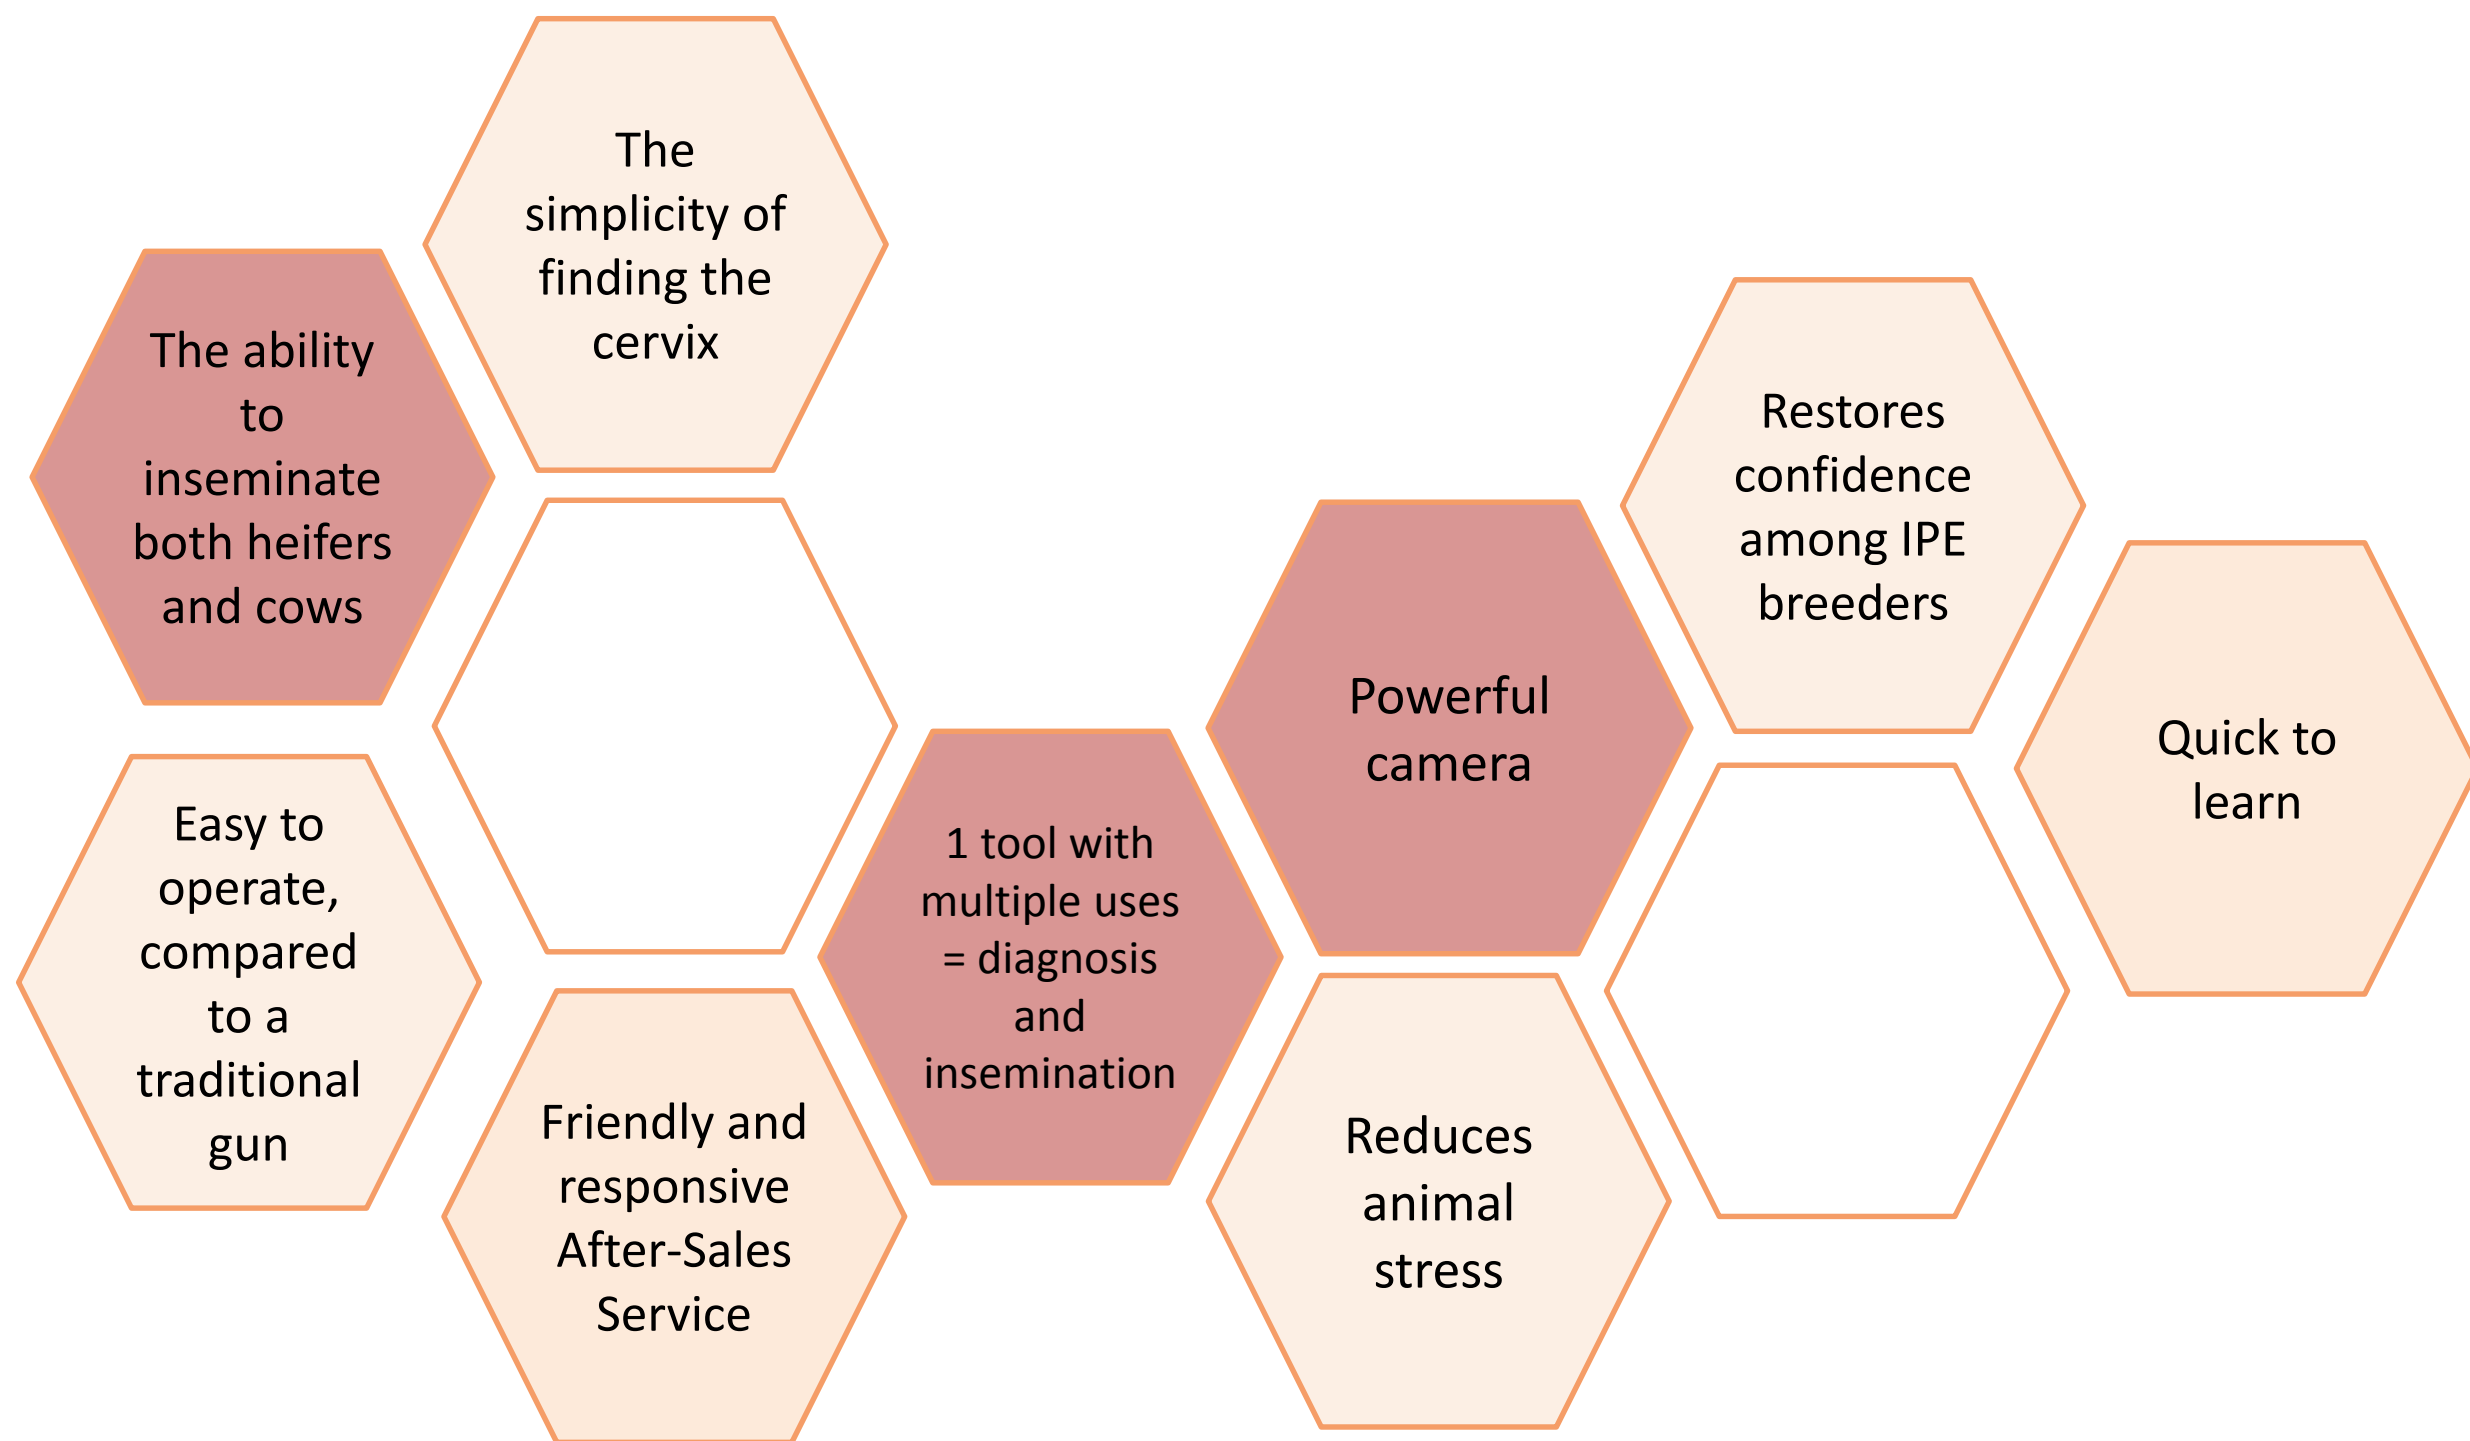 The
simplicity of
finding the
cervix
The ability
to
inseminate
both heifers
and cows
Easy to
operate,
compared
to a
traditional
gun
Friendly and
responsive
After-Sales
Service
1 tool with
multiple uses
= diagnosis
and
insemination
Powerful
camera
Reduces
animal
stress
Restores
confidence
among IPE
breeders
Quick to
learn